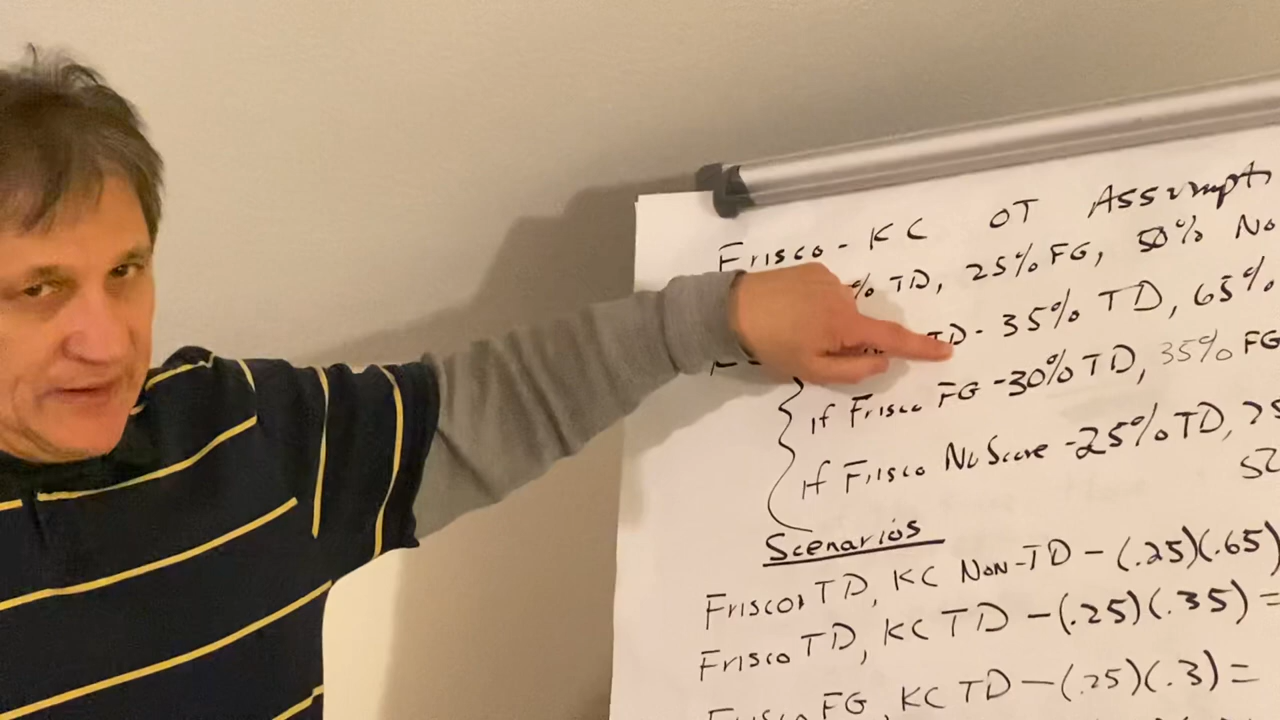 Frisco - KC OT Assumpt
% TD, 25% FG, 50% No
TD - 35% TD, 65%
if Frisco FG - 30% TD, 35% FG
if Frisco No Score - 25% TD, 25
Scenarios
Frisco TD, KC Non-TD - (.25)(.65)
Frisco TD, KC TD - (.25)(.35) =
Frisco FG, KC TD - (.25)(.3) =